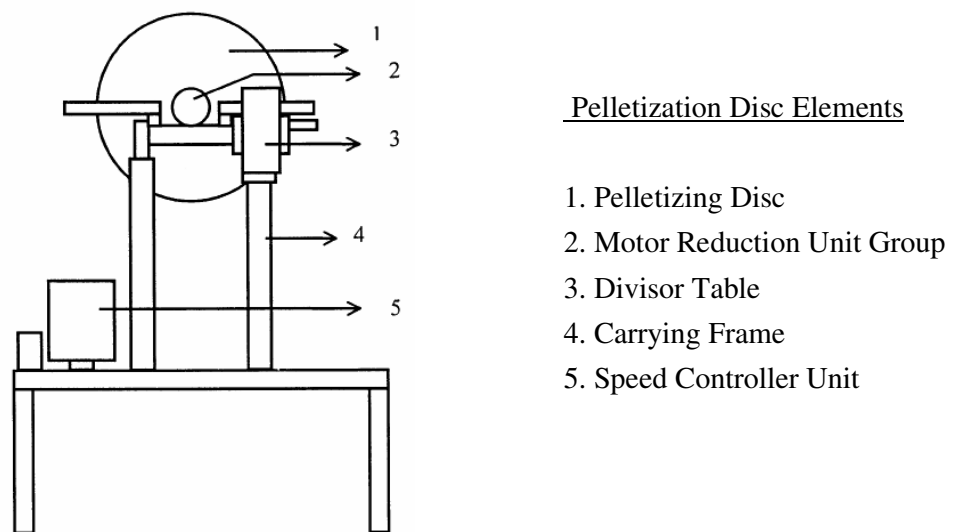 1
2
3
4
5
Pelletization Disc Elements
1. Pelletizing Disc
2. Motor Reduction Unit Group
3. Divisor Table
4. Carrying Frame
5. Speed Controller Unit